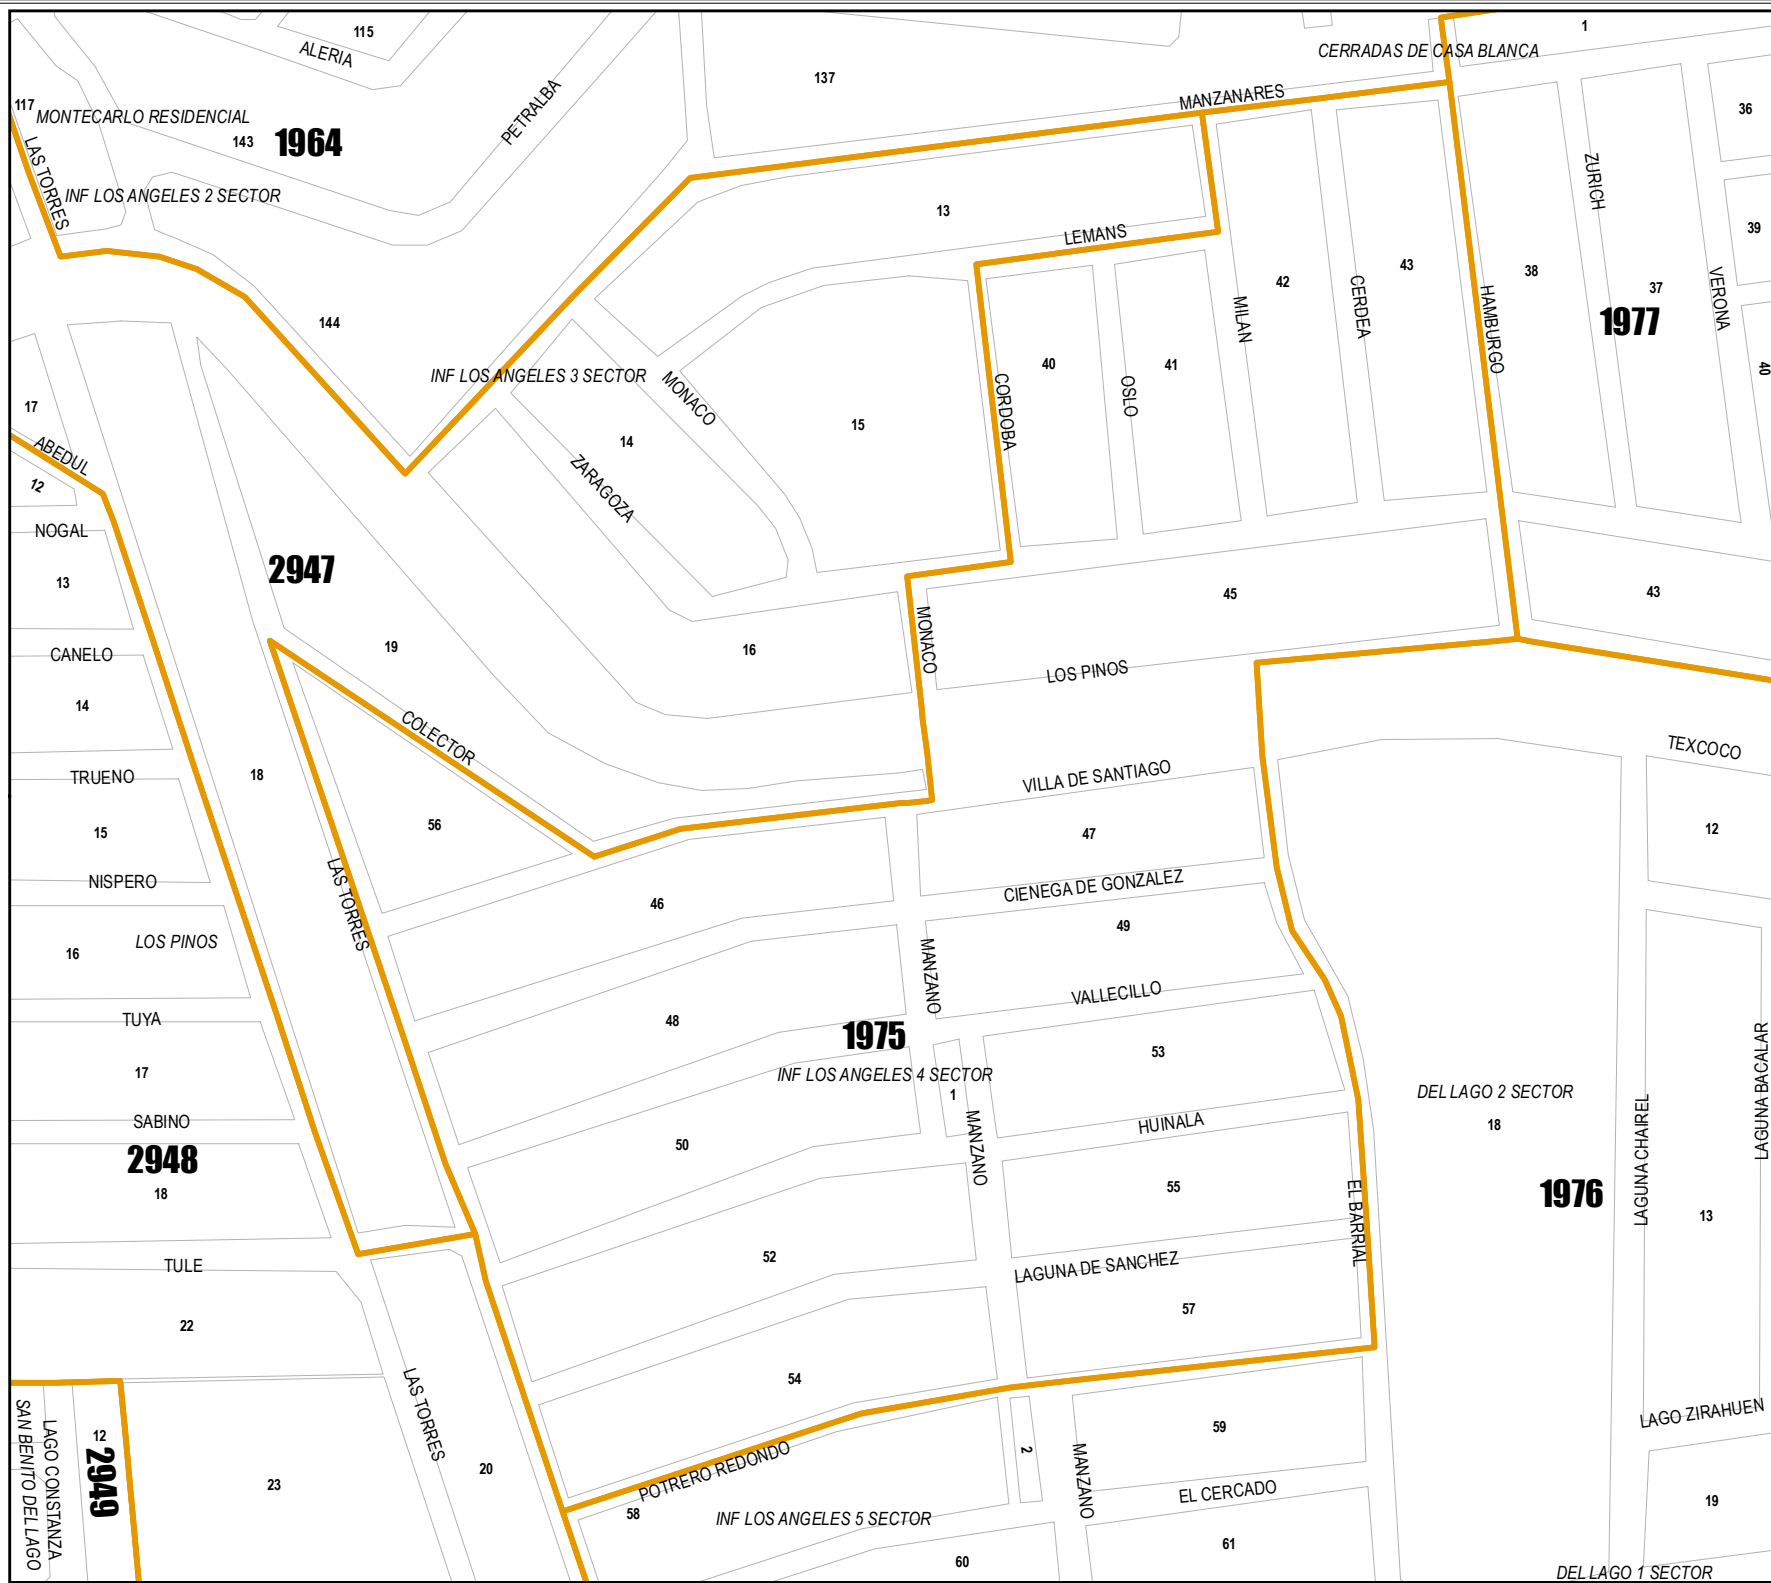 115
1
ALERIA
CERRADAS DE CASA BLANCA
137
MANZANARES
PETRALBA
117
MONTECARLO RESIDENCIAL
143
1964
36
LAS TORRES
INF LOS ANGELES 2 SECTOR
ZURICH
13
39
LEMANS
144
42
43
38
37
VERONA
1977
MILAN
CERDEA
HAMBURGO
INF LOS ANGELES 3 SECTOR
40
41
40
17
MONACO
CORDOBA
OSLO
15
14
ABEDUL
12
ZARAGOZA
NOGAL
2947
13
45
43
MONACO
19
16
CANELO
LOS PINOS
14
COLECTOR
TEXCOCO
TRUENO
18
VILLA DE SANTIAGO
15
56
47
12
NISPERO
CIENEGA DE GONZALEZ
46
LAS TORRES
LOS PINOS
16
49
MANZANO
VALLECILLO
TUYA
48
1975
53
LAGUNA BACALAR
17
INF LOS ANGELES 4 SECTOR
1
DEL LAGO 2 SECTOR
SABINO
HUINALA
18
MANZANO
50
2948
LAGUNA CHAIREL
18
55
EL BARRIAL
1976
13
52
TULE
LAGUNA DE SANCHEZ
22
57
54
LAS TORRES
LAGO ZIRAHUEN
12
59
SAN BENITO DEL LAGO
LAGO CONSTANZA
2949
2
MANZANO
23
20
POTRERO REDONDO
EL CERCADO
19
58
INF LOS ANGELES 5 SECTOR
60
61
DEL LAGO 1 SECTOR